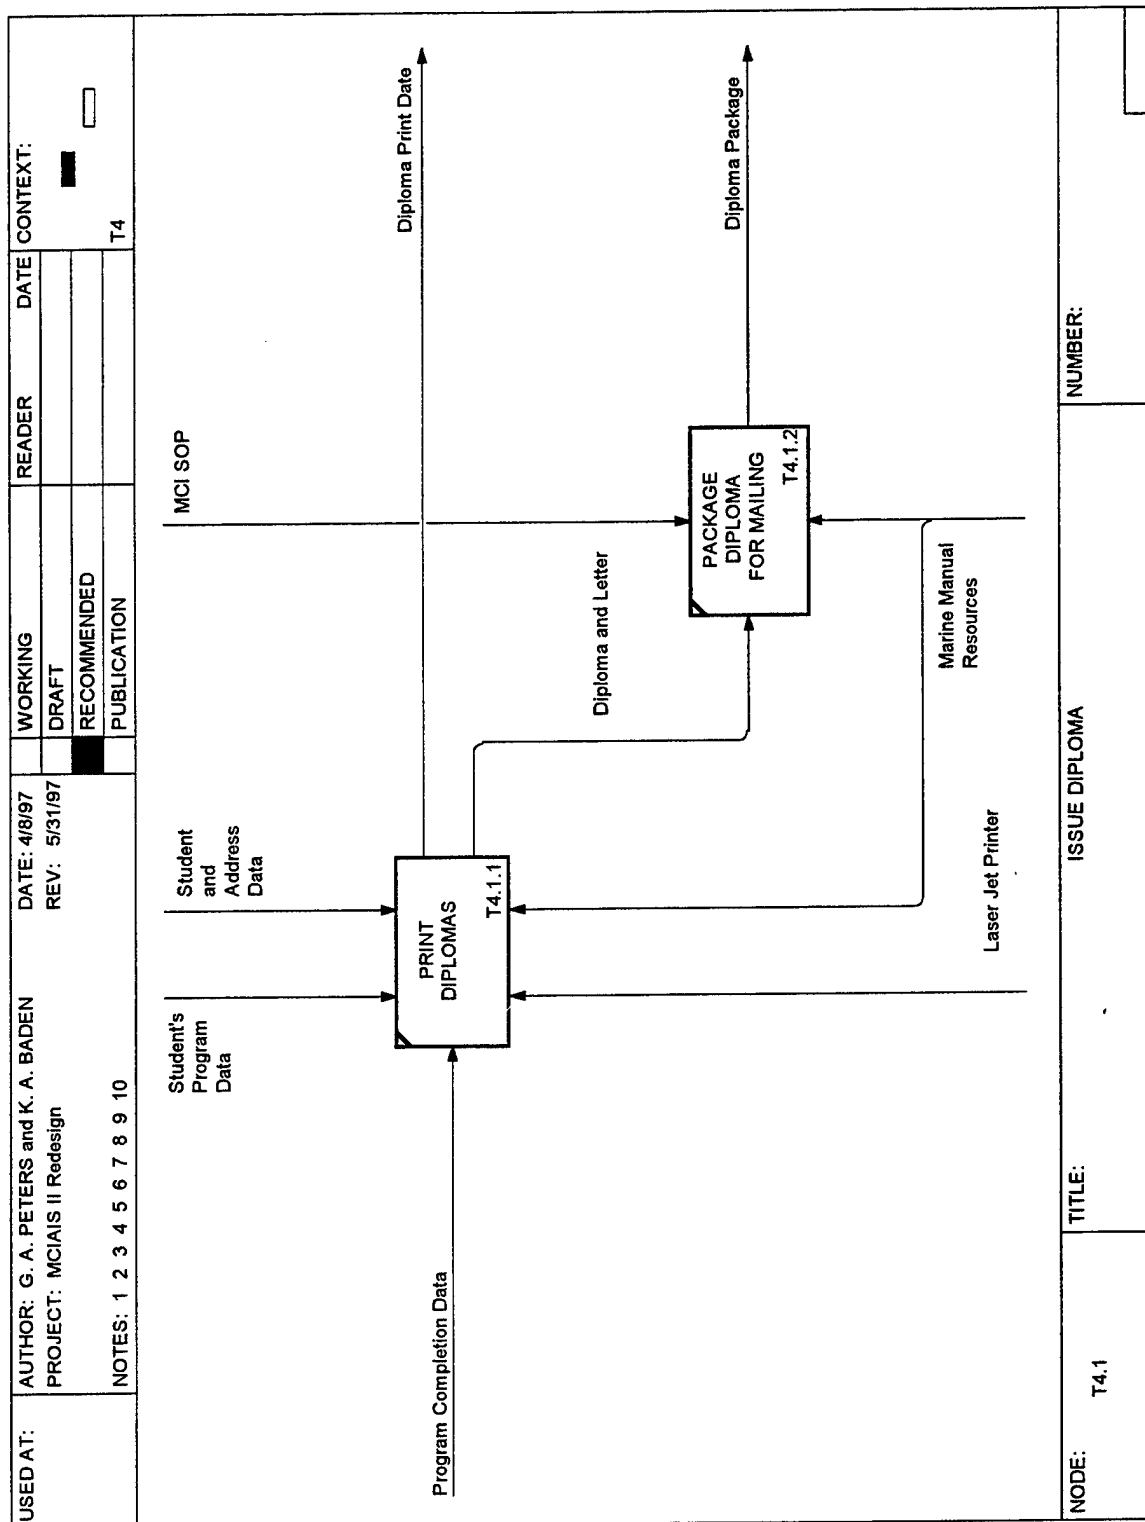 USED AT:
AUTHOR: G. A. PETERS and K. A. BADEN
DATE: 4/8/97
PROJECT: MCIAIS II Redesign
REV: 5/31/97
NOTES: 1 2 3 4 5 6 7 8 9 10
WORKING
DRAFT
RECOMMENDED
PUBLICATION
READER
DATE
CONTEXT:
T4
Student's
Program
Data
Student
and
Address
Data
MCI SOP
Diploma Print Date
Program Completion Data
PRINT
DIPLOMAS
T4.1.1
Diploma and Letter
PACKAGE
DIPLOMA
FOR MAILING
T4.1.2
Diploma Package
Laser Jet Printer
Marine Manual
Resources
NODE:
T4.1
TITLE:
ISSUE DIPLOMA
NUMBER: